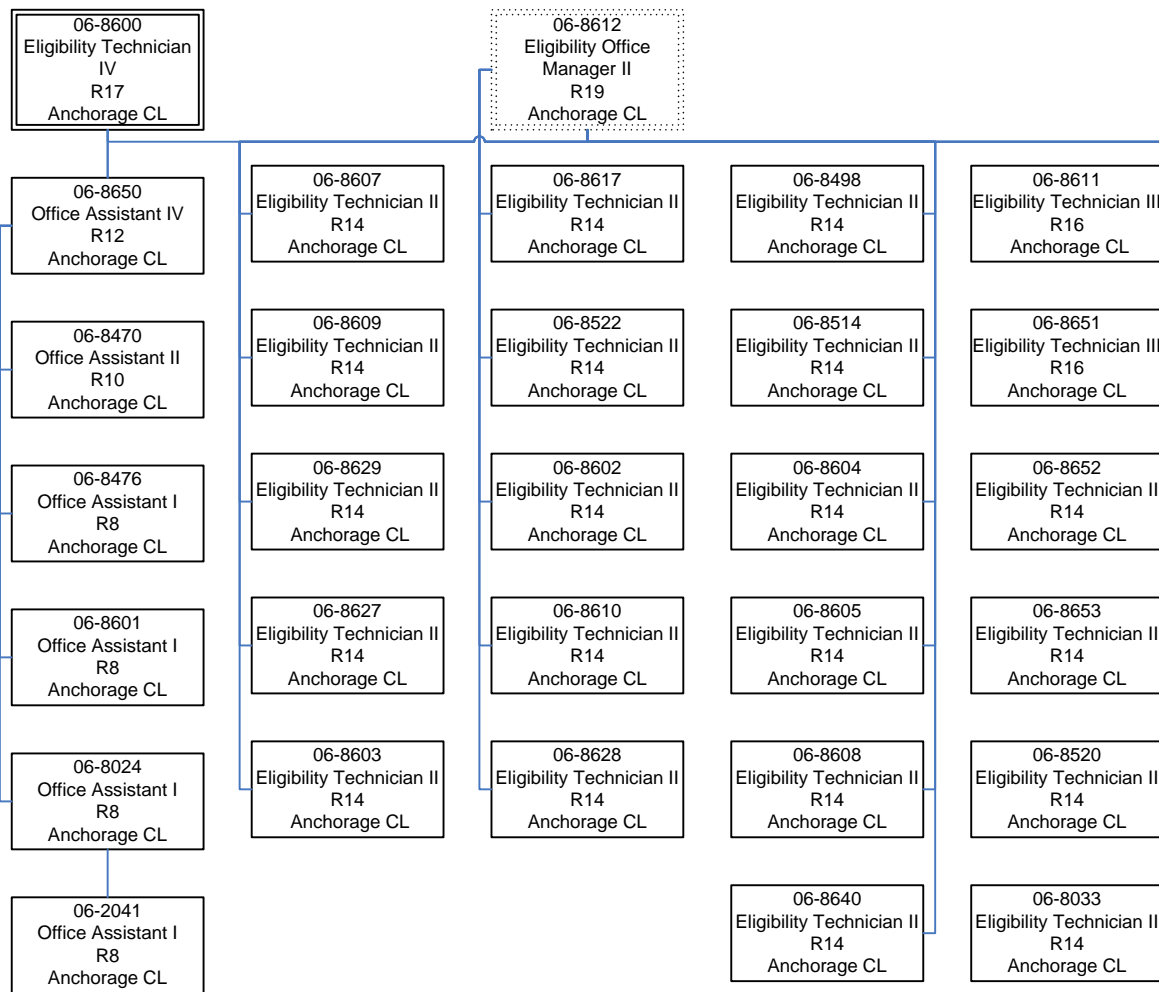 06-8600
Eligibility Technician
IV
R17
Anchorage CL
06-8612
Eligibility Office
Manager II
R19
Anchorage CL
06-8650
Office Assistant IV
R12
Anchorage CL
06-8607
Eligibility Technician II
R14
Anchorage CL
06-8617
Eligibility Technician II
R14
Anchorage CL
06-8498
Eligibility Technician II
R14
Anchorage CL
06-8611
Eligibility Technician III
R16
Anchorage CL
06-8470
Office Assistant II
R10
Anchorage CL
06-8609
Eligibility Technician II
R14
Anchorage CL
06-8522
Eligibility Technician II
R14
Anchorage CL
06-8514
Eligibility Technician II
R14
Anchorage CL
06-8651
Eligibility Technician III
R16
Anchorage CL
06-8476
Office Assistant I
R8
Anchorage CL
06-8629
Eligibility Technician II
R14
Anchorage CL
06-8602
Eligibility Technician II
R14
Anchorage CL
06-8604
Eligibility Technician II
R14
Anchorage CL
06-8652
Eligibility Technician II
R14
Anchorage CL
06-8601
Office Assistant I
R8
Anchorage CL
06-8627
Eligibility Technician II
R14
Anchorage CL
06-8610
Eligibility Technician II
R14
Anchorage CL
06-8605
Eligibility Technician II
R14
Anchorage CL
06-8653
Eligibility Technician II
R14
Anchorage CL
06-8024
Office Assistant I
R8
Anchorage CL
06-8603
Eligibility Technician II
R14
Anchorage CL
06-8628
Eligibility Technician II
R14
Anchorage CL
06-8608
Eligibility Technician II
R14
Anchorage CL
06-8520
Eligibility Technician II
R14
Anchorage CL
06-2041
Office Assistant I
R8
Anchorage CL
06-8640
Eligibility Technician II
R14
Anchorage CL
06-8033
Eligibility Technician II
R14
Anchorage CL